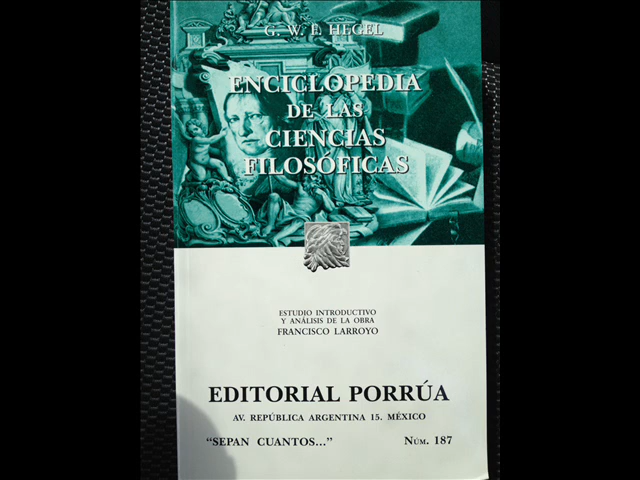 G. W. F. HEGEL
ENCICLOPEDIA
DE LAS
CIENCIAS
FILOSÓFICAS
ESTUDIO INTRODUCTIVO
Y ANÁLISIS DE LA OBRA
FRANCISCO LARROYO
EDITORIAL PORRÚA
AV. REPÚBLICA ARGENTINA 15. MÉXICO
“SEPAN CUANTOS...” NÚM. 187